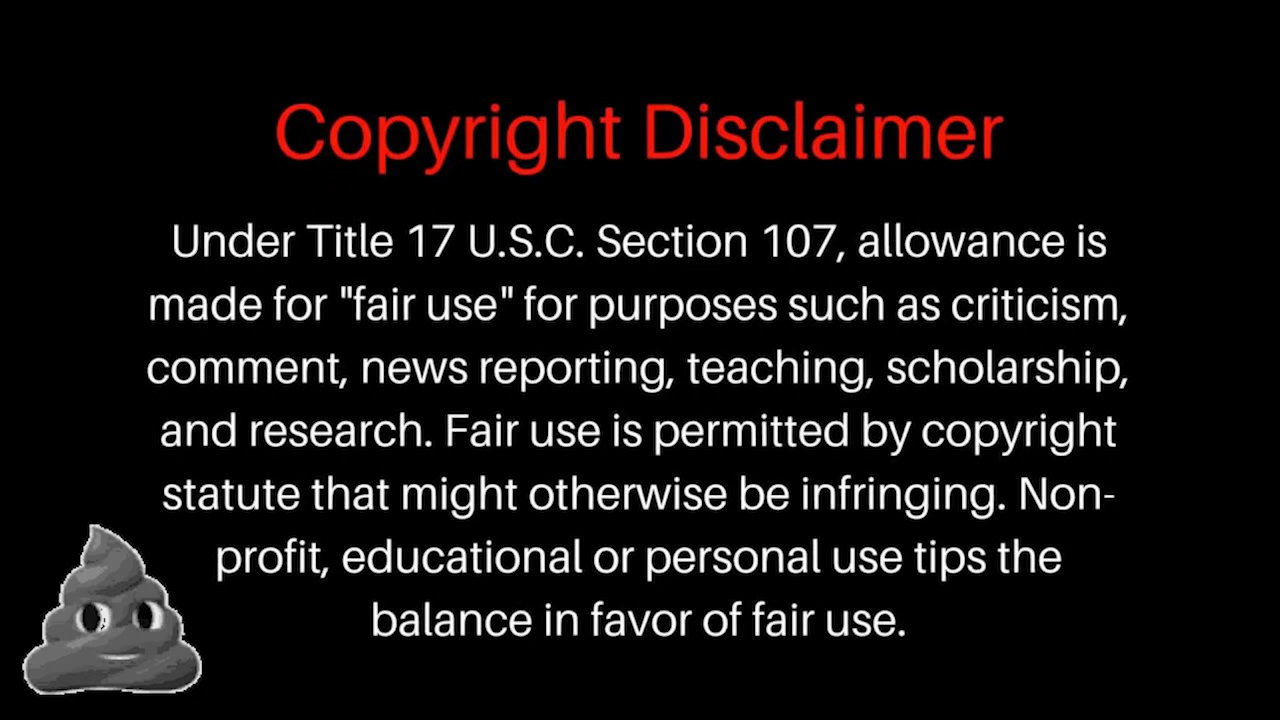 Copyright Disclaimer
Under Title 17 U.S.C. Section 107, allowance is
made for "fair use" for purposes such as criticism,
comment, news reporting, teaching, scholarship,
and research. Fair use is permitted by copyright
statute that might otherwise be infringing. Non-
profit, educational or personal use tips the
balance in favor of fair use.